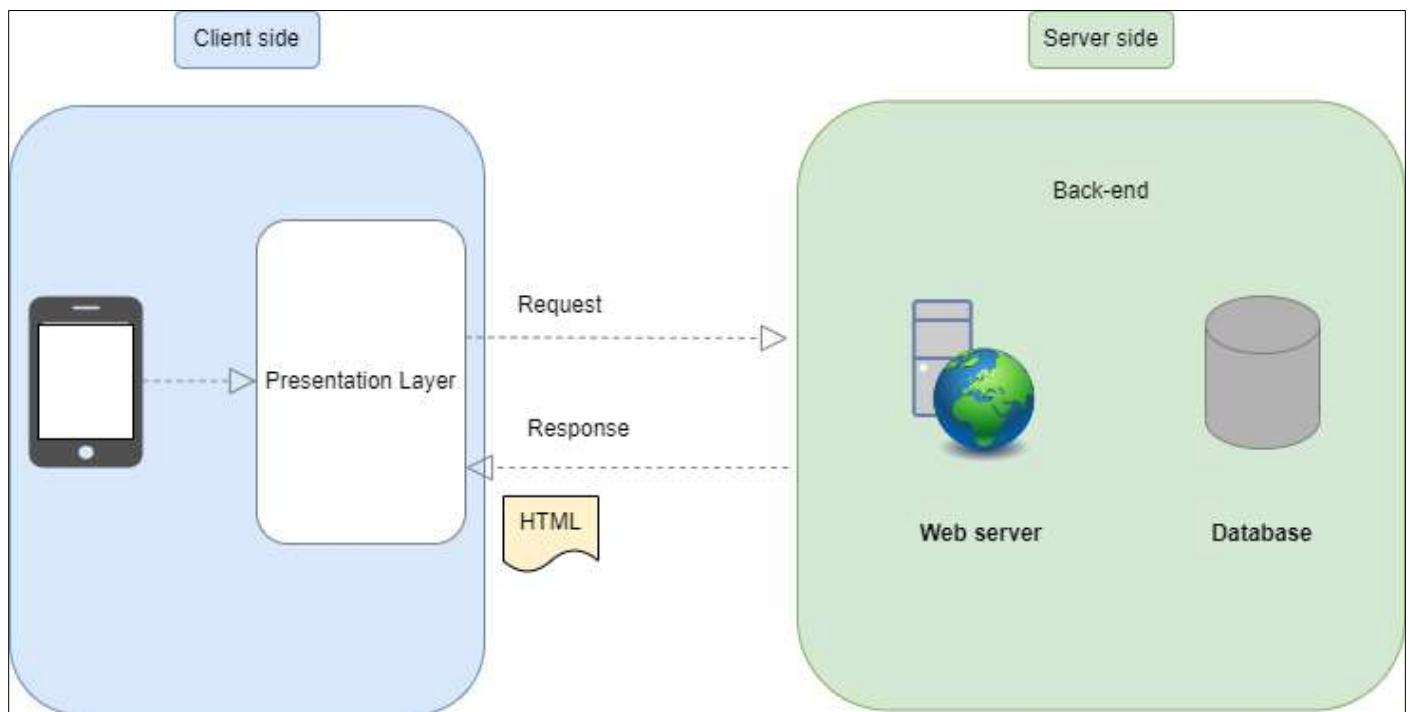 Client side
Server side
Back-end
Request
Presentation Layer
Response
HTML
Web server
Database